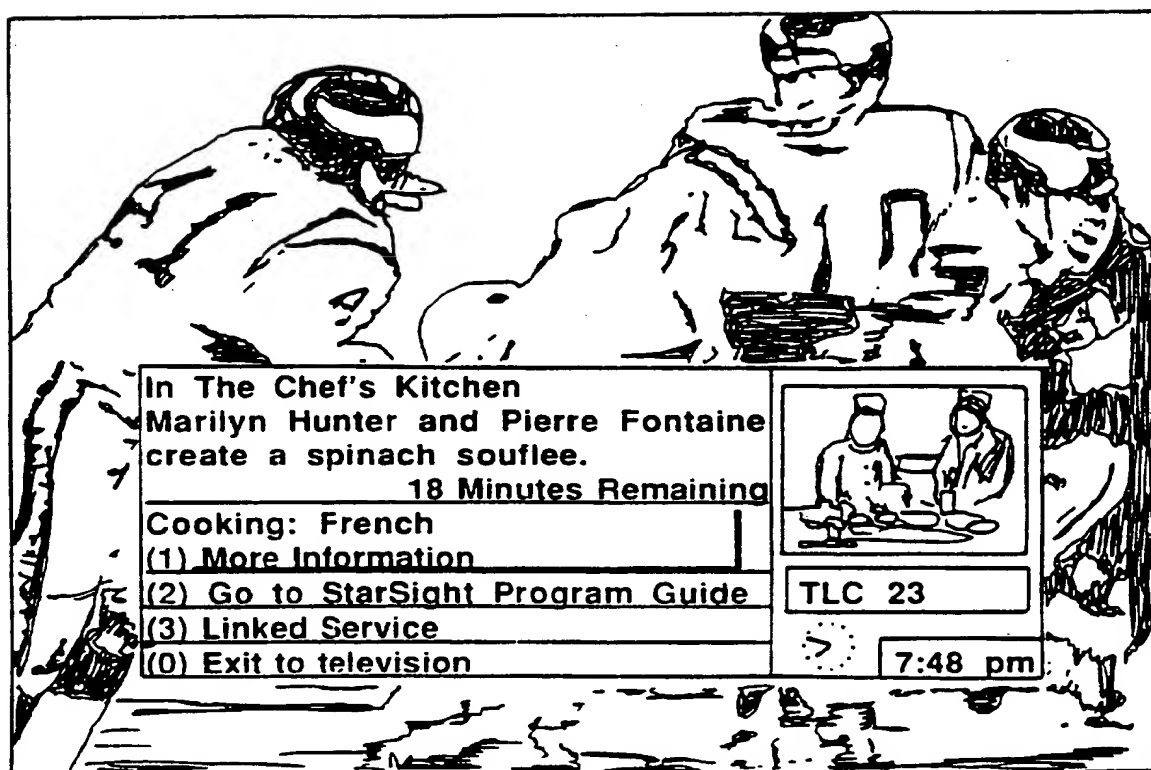 In The Chef's Kitchen
Marilyn Hunter and Pierre Fontaine
create a spinach souflee.
18 Minutes Remaining
Cooking: French
(1) More Information
(2) Go to StarSight Program Guide
(3) Linked Service
(0) Exit to television
TLC 23
7:48 pm